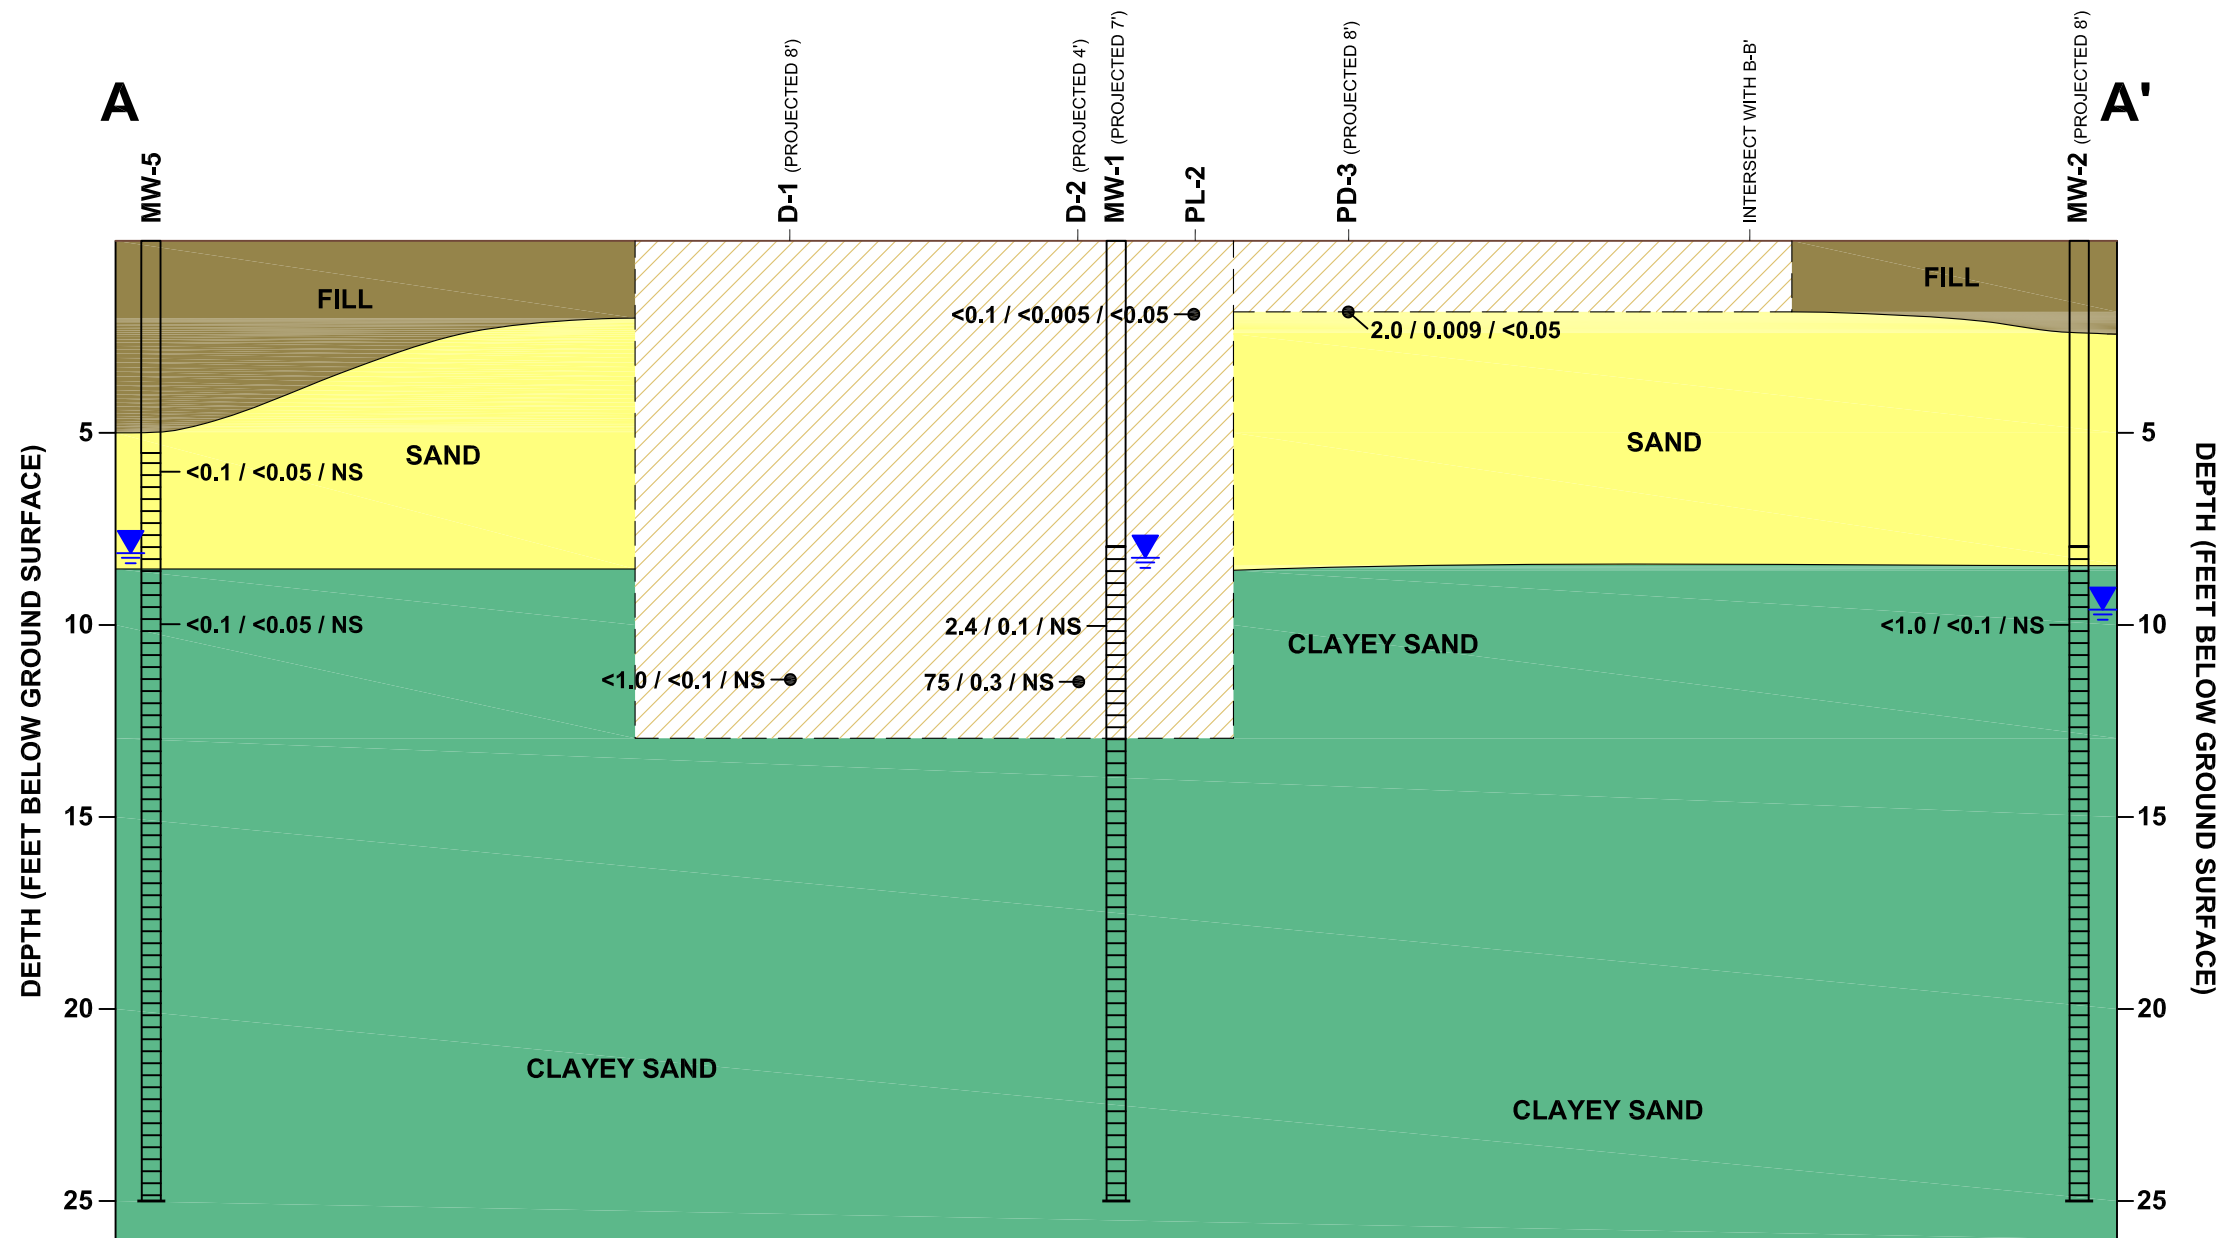 A
A'
MW-5
D-1 (PROJECTED 8')
D-2 (PROJECTED 4')
MW-1 (PROJECTED 7')
PL-2
PD-3 (PROJECTED 8')
INTERSECT WITH B-B'
MW-2 (PROJECTED 8')
FILL
FILL
<0.1 / <0.005 / <0.05
2.0 / 0.009 / <0.05
5
5
SAND
SAND
<0.1 / <0.05 / NS
10
<0.1 / <0.05 / NS
2.4 / 0.1 / NS
<1.0 / <0.1 / NS
10
CLAYEY SAND
<1.0 / <0.1 / NS
75 / 0.3 / NS
DEPTH (FEET BELOW GROUND SURFACE)
DEPTH (FEET BELOW GROUND SURFACE)
15
15
20
20
CLAYEY SAND
CLAYEY SAND
25
25